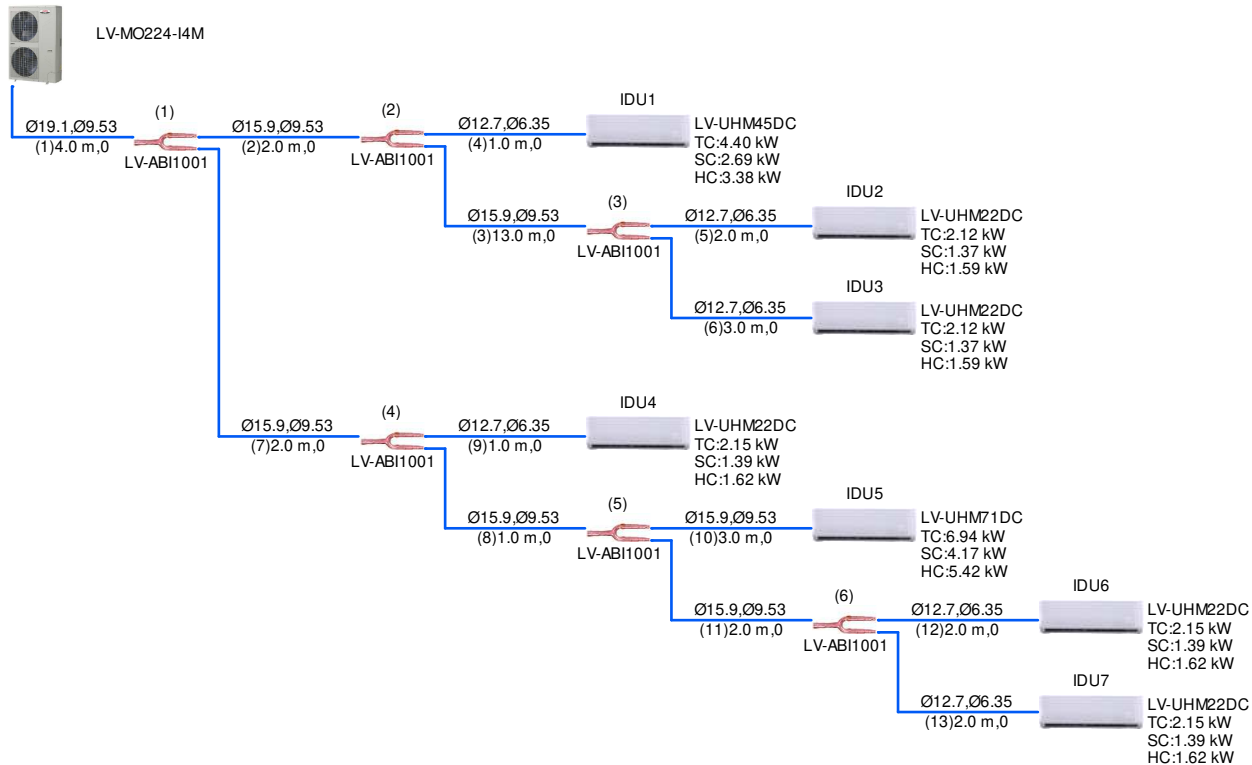 LV-MO224-I4M
(1)
Ø19.1,Ø9.53
(1)4.0 m,0
LV-ABI1001
Ø15.9,Ø9.53
(2)2.0 m,0
(2)
LV-ABI1001
Ø12.7,Ø6.35
(4)1.0 m,0
IDU1
LV-UHM45DC
TC:4.40 kW
SC:2.69 kW
HC:3.38 kW
Ø15.9,Ø9.53
(3)13.0 m,0
(3)
LV-ABI1001
Ø12.7,Ø6.35
(5)2.0 m,0
IDU2
LV-UHM22DC
TC:2.12 kW
SC:1.37 kW
HC:1.59 kW
Ø12.7,Ø6.35
(6)3.0 m,0
IDU3
LV-UHM22DC
TC:2.12 kW
SC:1.37 kW
HC:1.59 kW
Ø15.9,Ø9.53
(7)2.0 m,0
(4)
LV-ABI1001
Ø12.7,Ø6.35
(9)1.0 m,0
IDU4
LV-UHM22DC
TC:2.15 kW
SC:1.39 kW
HC:1.62 kW
Ø15.9,Ø9.53
(8)1.0 m,0
(5)
LV-ABI1001
Ø15.9,Ø9.53
(10)3.0 m,0
IDU5
LV-UHM71DC
TC:6.94 kW
SC:4.17 kW
HC:5.42 kW
Ø15.9,Ø9.53
(11)2.0 m,0
(6)
LV-ABI1001
Ø12.7,Ø6.35
(12)2.0 m,0
IDU6
LV-UHM22DC
TC:2.15 kW
SC:1.39 kW
HC:1.62 kW
Ø12.7,Ø6.35
(13)2.0 m,0
IDU7
LV-UHM22DC
TC:2.15 kW
SC:1.39 kW
HC:1.62 kW